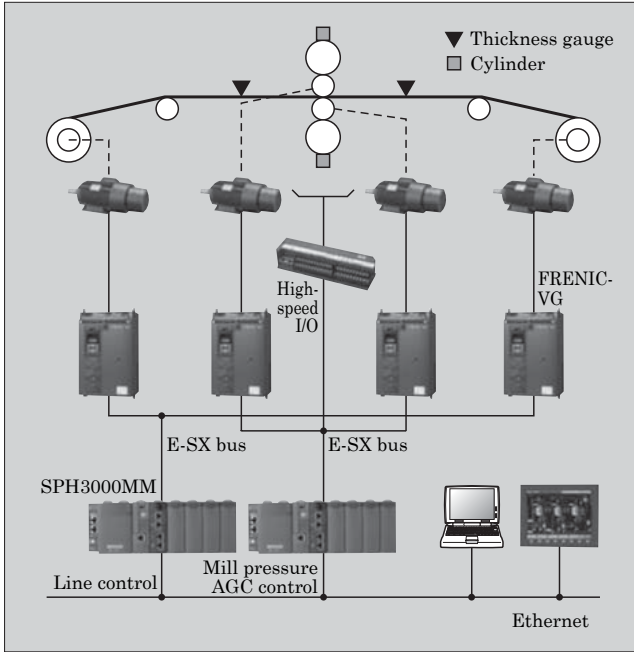 Thickness gauge
Cylinder
High-
speed
I/O
FRENIC-
VG
E-SX bus
E-SX bus
SPH3000MM
Line control
Mill pressure
AGC control
Ethernet